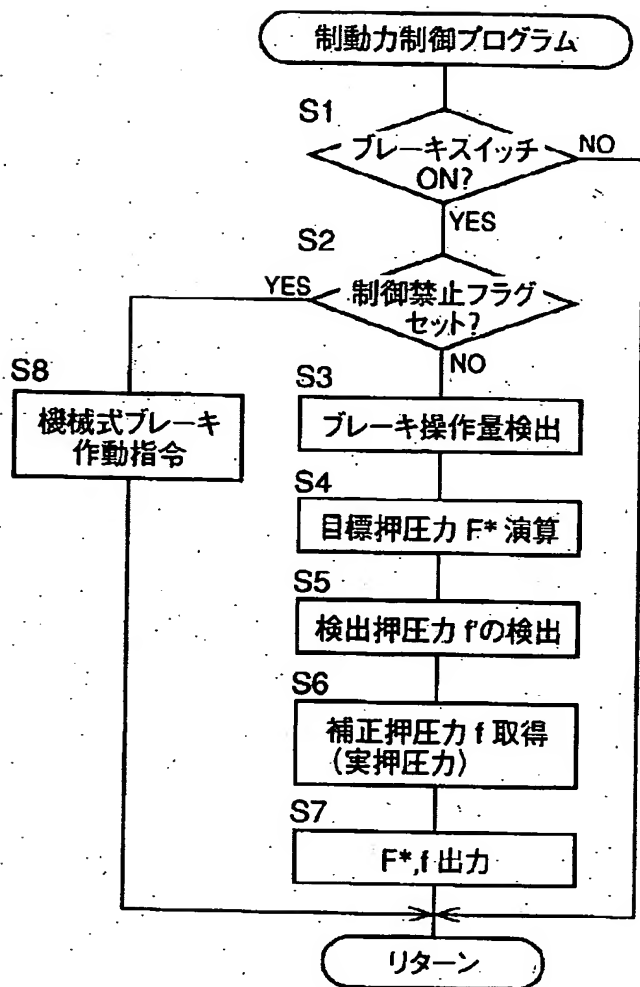 制動力制御プログラム
S1
ブレーキスイッチ
ON?
NO
YES
S2
制御禁止フラグ
セット?
YES
NO
S8
機械式ブレーキ
作動指令
S3
ブレーキ操作量検出
S4
目標押圧力 F* 演算
S5
検出押圧力 f'の検出
S6
補正押圧力 f 取得
(実押圧力)
S7
F*,f 出力
リターン